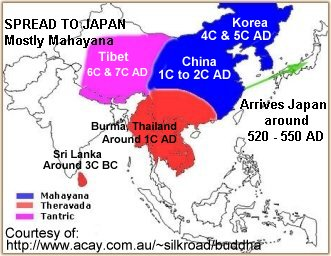 SPREAD TO JAPAN
Mostly Mahayana
Korea
4C & 5C AD
Tibet
6C & 7C AD
China
1C to 2C AD
Arrives Japan
around
520 - 550 AD
Burma, Thailand
Around 1C AD
Sri Lanka
Around 3C BC
Mahayana
Theravada
Tantric
Courtesy of:
http://www.acay.com.au/~silkroad/buddha